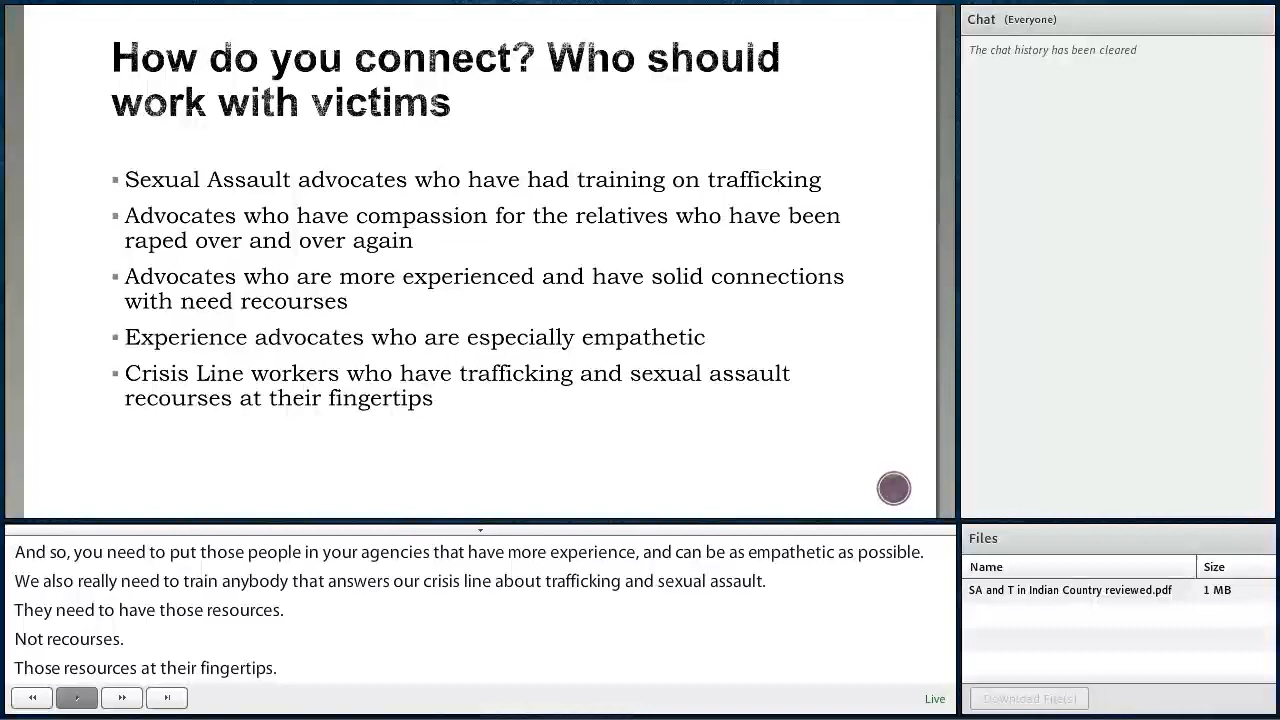 How do you connect? Who should
work with victims
▪ Sexual Assault advocates who have had training on trafficking
▪ Advocates who have compassion for the relatives who have been
raped over and over again
▪ Advocates who are more experienced and have solid connections
with need recourses
▪ Experience advocates who are especially empathetic
▪ Crisis Line workers who have trafficking and sexual assault
recourses at their fingertips
Chat (Everyone)
The chat history has been cleared
And so, you need to put those people in your agencies that have more experience, and can be as empathetic as possible.
We also really need to train anybody that answers our crisis line about trafficking and sexual assault.
They need to have those resources.
Not recourses.
Those resources at their fingertips.
Live
Files
Name Size
SA and T in Indian Country reviewed.pdf 1 MB
Download File(s)